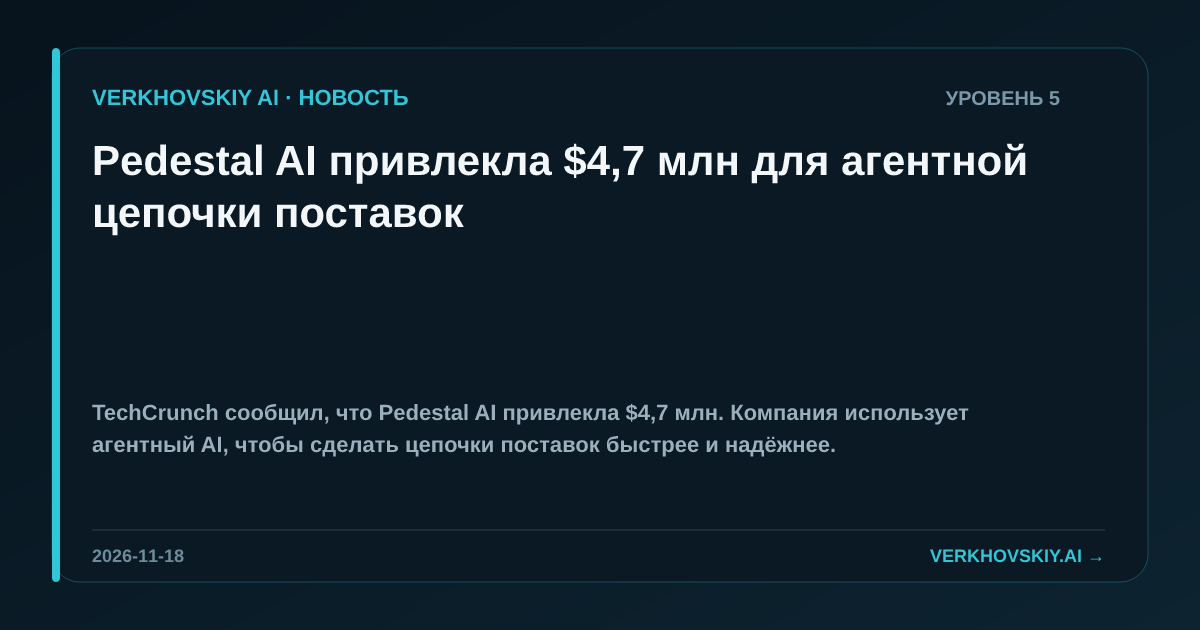 VERKHOVSKIY AI · НОВОСТЬ
УРОВЕНЬ 5
Pedestal AI привлекла $4,7 млн для агентной
цепочки поставок
TechCrunch сообщил, что Pedestal AI привлекла $4,7 млн. Компания использует
агентный AI, чтобы сделать цепочки поставок быстрее и надёжнее.
2026-11-18
VERKHOVSKIY.AI →